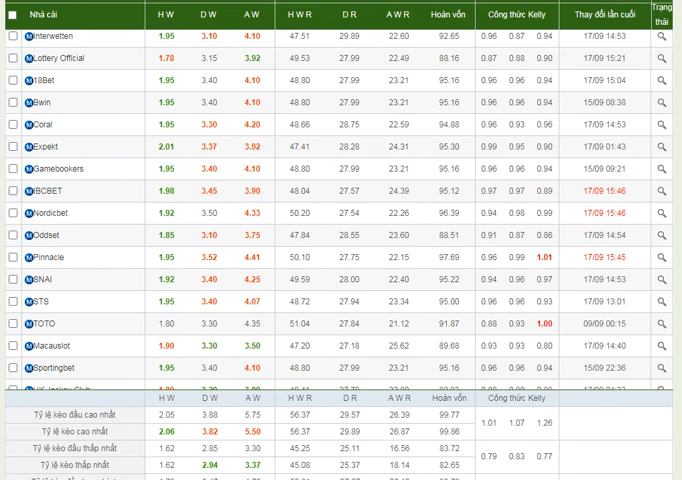 Nhà cái H W D W A W H W R D R A W R Hoàn vốn Công thức Kelly Thay đổi lần cuối Trạng thái
Interwetten 1.95 3.10 4.10 47.51 29.89 22.60 92.65 0.96 0.87 0.94 17/09 14:53
Lottery Official 1.78 3.15 3.92 49.53 27.99 22.49 88.16 0.87 0.88 0.90 17/09 15:21
18Bet 1.95 3.40 4.10 48.80 27.99 23.21 95.16 0.96 0.96 0.94 17/09 15:04
Bwin 1.95 3.40 4.10 48.80 27.99 23.21 95.16 0.96 0.96 0.94 15/09 08:38
Coral 1.95 3.30 4.20 48.66 28.75 22.59 94.88 0.96 0.93 0.96 17/09 14:53
Expekt 2.01 3.37 3.92 47.41 28.28 24.31 95.30 0.99 0.95 0.90 17/09 01:43
Gamebookers 1.95 3.40 4.10 48.80 27.99 23.21 95.16 0.96 0.96 0.94 15/09 09:21
IBCBET 1.98 3.45 3.90 48.04 27.57 24.39 95.12 0.97 0.97 0.89 17/09 15:46
Nordicbet 1.92 3.50 4.33 50.20 27.54 22.26 96.39 0.94 0.98 0.99 17/09 15:46
Oddset 1.85 3.10 3.75 47.84 28.55 23.60 88.51 0.91 0.87 0.86 17/09 14:54
Pinnacle 1.95 3.52 4.41 50.10 27.75 22.15 97.69 0.96 0.99 1.01 17/09 15:45
SNAI 1.92 3.40 4.25 49.59 28.00 22.40 95.22 0.94 0.96 0.97 17/09 14:53
STS 1.95 3.40 4.07 48.72 27.94 23.34 95.00 0.96 0.96 0.93 17/09 13:01
TOTO 1.80 3.30 4.35 51.04 27.84 21.12 91.87 0.88 0.93 1.00 09/09 00:15
Macauslot 1.90 3.30 3.50 47.20 27.18 25.62 89.68 0.93 0.93 0.80 17/09 14:40
Sportingbet 1.95 3.40 4.10 48.80 27.99 23.21 95.16 0.96 0.96 0.94 15/09 22:36
H W D W A W H W R D R A W R Hoàn vốn Công thức Kelly
Tỷ lệ kèo đầu cao nhất 2.05 3.88 5.75 56.37 29.57 26.39 99.77 1.01 1.07 1.26
Tỷ lệ kèo cao nhất 2.06 3.82 5.50 56.37 29.89 26.87 99.86
Tỷ lệ kèo đầu thấp nhất 1.62 2.85 3.30 45.25 25.11 16.56 83.72 0.79 0.83 0.77
Tỷ lệ kèo thấp nhất 1.62 2.94 3.37 45.08 25.37 18.14 82.65